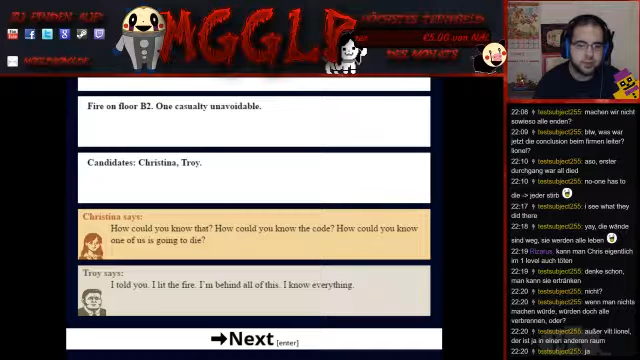 ZU FINDEN AUF:
MGGLP
HÖCHSTES TRINKGELD
€5.00 von
DES MONATS
Fire on floor B2. One casualty unavoidable.
Candidates: Christina, Troy.
Christina says:
How could you know that? How could you know the code? How could you know
one of us is going to die?
Troy says:
I told you. I lit the fire. I'm behind all of this. I know everything.
Next [enter]
22:08 testsubject255: machen wir nicht
sowieso alle enden?
22:09 testsubject255: btw, was war
jetzt die conclusion beim firmen leiter?
lionel?
22:10 testsubject255: aso, erster
durchgang war all died
22:10 testsubject255: no-one has to
die -> jeder stirb
22:17 testsubject255: i see what they
did there
22:18 testsubject255: yay, die wände
sind weg, sie werden alle leben
22:19 Rizarus: kann man Chris eigentlich
im 1 level auch töten
22:19 testsubject255: denke schon,
man kann sie ertränken
22:20 testsubject255: nicht?
22:20 testsubject255: wenn man nichts
machen würde, würden doch alle
verbrennen, oder?
22:20 testsubject255: außer vllt lionel,
der ist ja in einen anderen raum
22:20 testsubject255: ja